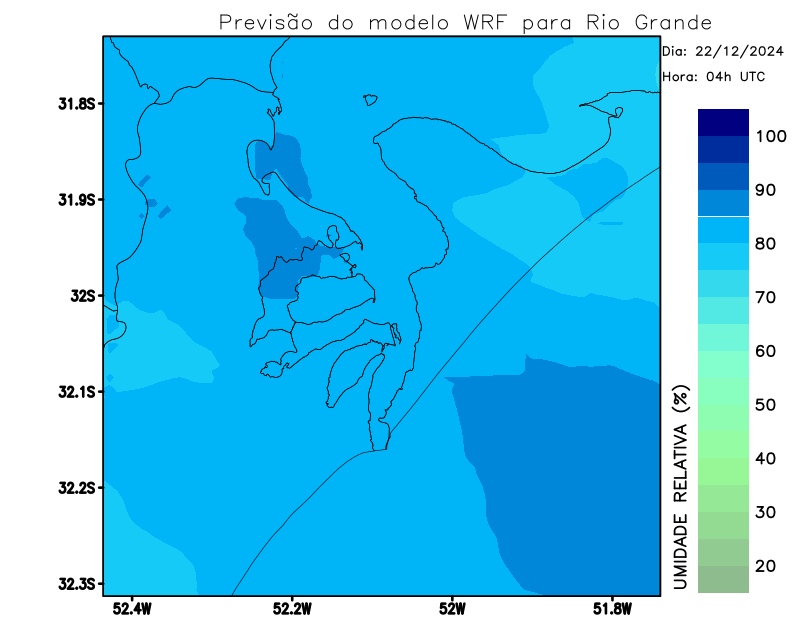 Previsão do modelo WRF para Rio Grande
Dia: 22/12/2024
Hora: 04h UTC
31.8S
31.9S
32S
32.1S
32.2S
32.3S
52.4W
52.2W
52W
51.8W
100
90
80
70
60
50
40
30
20
UMIDADE RELATIVA (%)